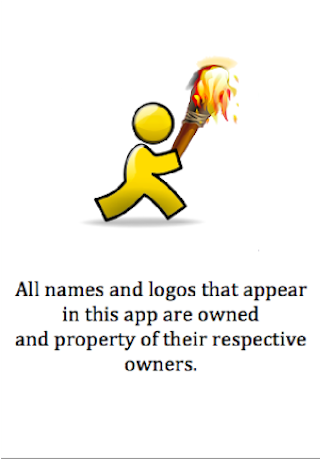 All names and logos that appear
in this app are owned
and property of their respective
owners.